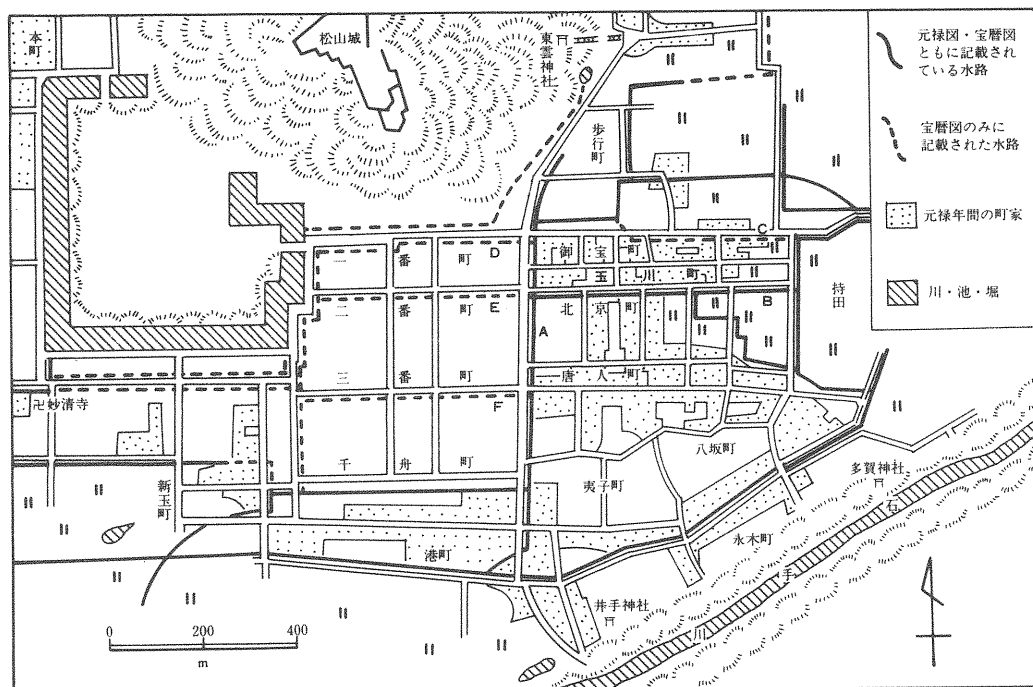 本町
松山城
東雲神社
歩行町
一番町
D
御宝町
C
玉川町
二番町
E
北京町
A
B
持田
三番町
唐人町
F
卍妙清寺
千舟町
八坂町
新玉町
夷子町
多賀神社
港町
永木町
石手川
井手神社
0 200 400
m
元禄図・宝暦図
ともに記載され
ている水路
宝暦図のみに
記載された水路
元禄年間の町家
川・池・堀